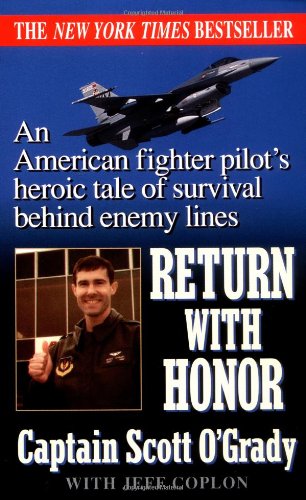 THE NEW YORK TIMES BESTSELLER
An
American fighter pilot's
heroic tale of survival
behind enemy lines
RETURN
WITH
HONOR
Captain Scott O'Grady
WITH JEFF COPLON